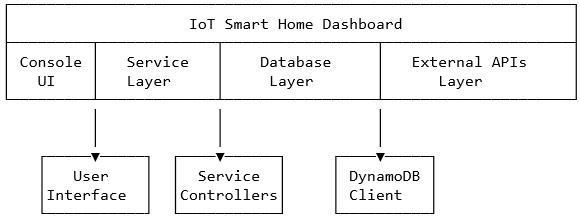 IoT Smart Home Dashboard
Console UI
Service Layer
Database Layer
External APIs Layer
User Interface
Service Controllers
DynamoDB Client